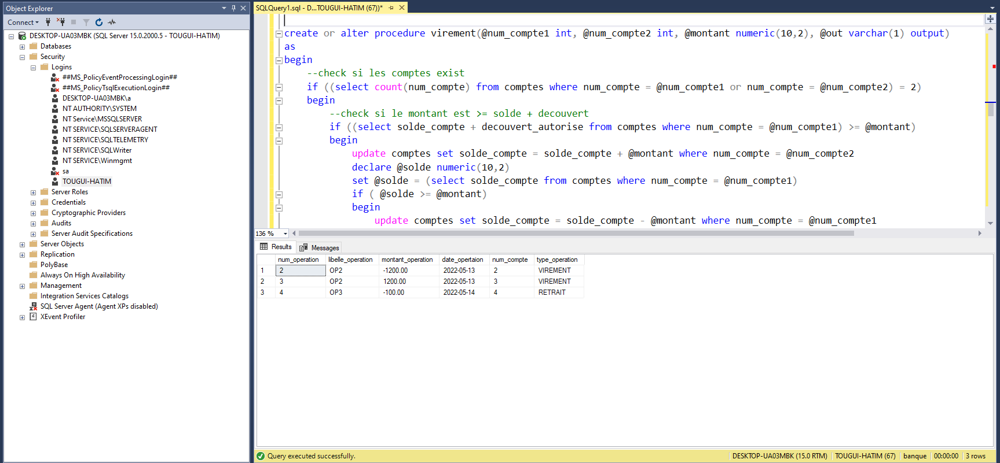 Object Explorer
Connect
DESKTOP-UA03MBK (SQL Server 15.0.2000.5 - TOUGUI-HATIM)
Databases
Security
Logins
##MS_PolicyEventProcessingLogin##
##MS_PolicyTsqlExecutionLogin##
DESKTOP-UA03MBK\a
NT AUTHORITY\SYSTEM
NT Service\MSSQLSERVER
NT SERVICE\SQLSERVERAGENT
NT SERVICE\SQLTELEMETRY
NT SERVICE\SQLWriter
NT SERVICE\Winmgmt
sa
TOUGUI-HATIM
Server Roles
Credentials
Cryptographic Providers
Audits
Server Audit Specifications
Server Objects
Replication
PolyBase
Always On High Availability
Management
Integration Services Catalogs
SQL Server Agent (Agent XPs disabled)
XEvent Profiler
SQLQuery1.sql - D...TOUGUI-HATIM (67))*
create or alter procedure virement(@num_compte1 int, @num_compte2 int, @montant numeric(10,2), @out varchar(1) output)
as
begin
--check si les comptes exist
if ((select count(num_compte) from comptes where num_compte = @num_compte1 or num_compte = @num_compte2) = 2)
begin
--check si le montant est >= solde + decouvert
if ((select solde_compte + decouvert_autorise from comptes where num_compte = @num_compte1) >= @montant)
begin
update comptes set solde_compte = solde_compte + @montant where num_compte = @num_compte2
declare @solde numeric(10,2)
set @solde = (select solde_compte from comptes where num_compte = @num_compte1)
if ( @solde >= @montant)
begin
update comptes set solde_compte = solde_compte - @montant where num_compte = @num_compte1
136 %
Results Messages
num_operation libelle_operation montant_operation date_opertaion num_compte type_operation
1 2 OP2 -1200.00 2022-05-13 2 VIREMENT
2 3 OP2 1200.00 2022-05-13 3 VIREMENT
3 4 OP3 -100.00 2022-05-14 4 RETRAIT
Query executed successfully. DESKTOP-UA03MBK (15.0 RTM) TOUGUI-HATIM (67) banque 00:00:00 3 rows